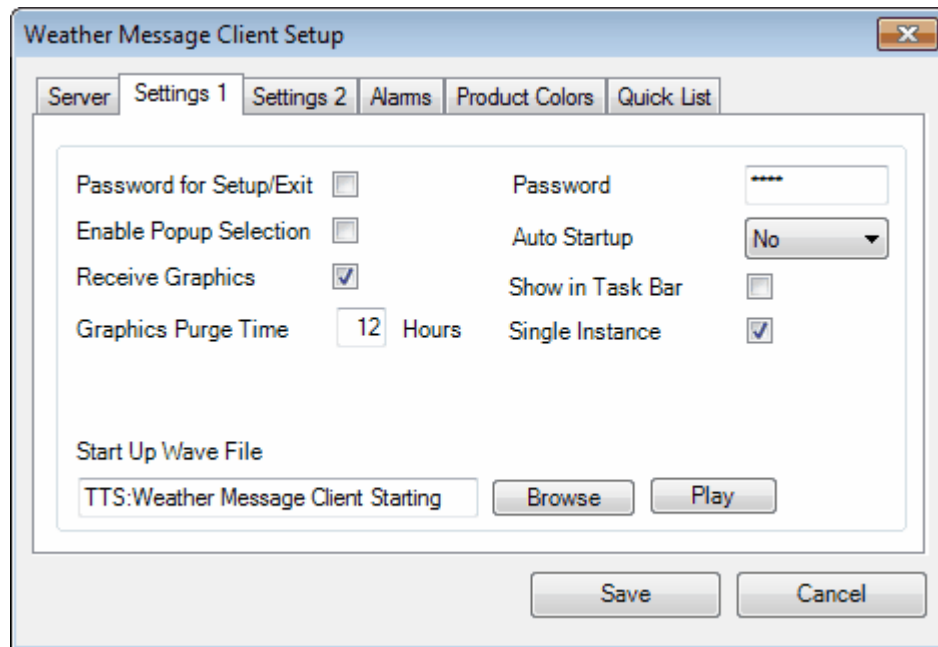 Weather Message Client Setup
Server Settings 1 Settings 2 Alarms Product Colors Quick List
Password for Setup/Exit Password ****
Enable Popup Selection Auto Startup No
Receive Graphics Show in Task Bar
Graphics Purge Time 12 Hours Single Instance
Start Up Wave File
TTS:Weather Message Client Starting Browse Play
Save Cancel